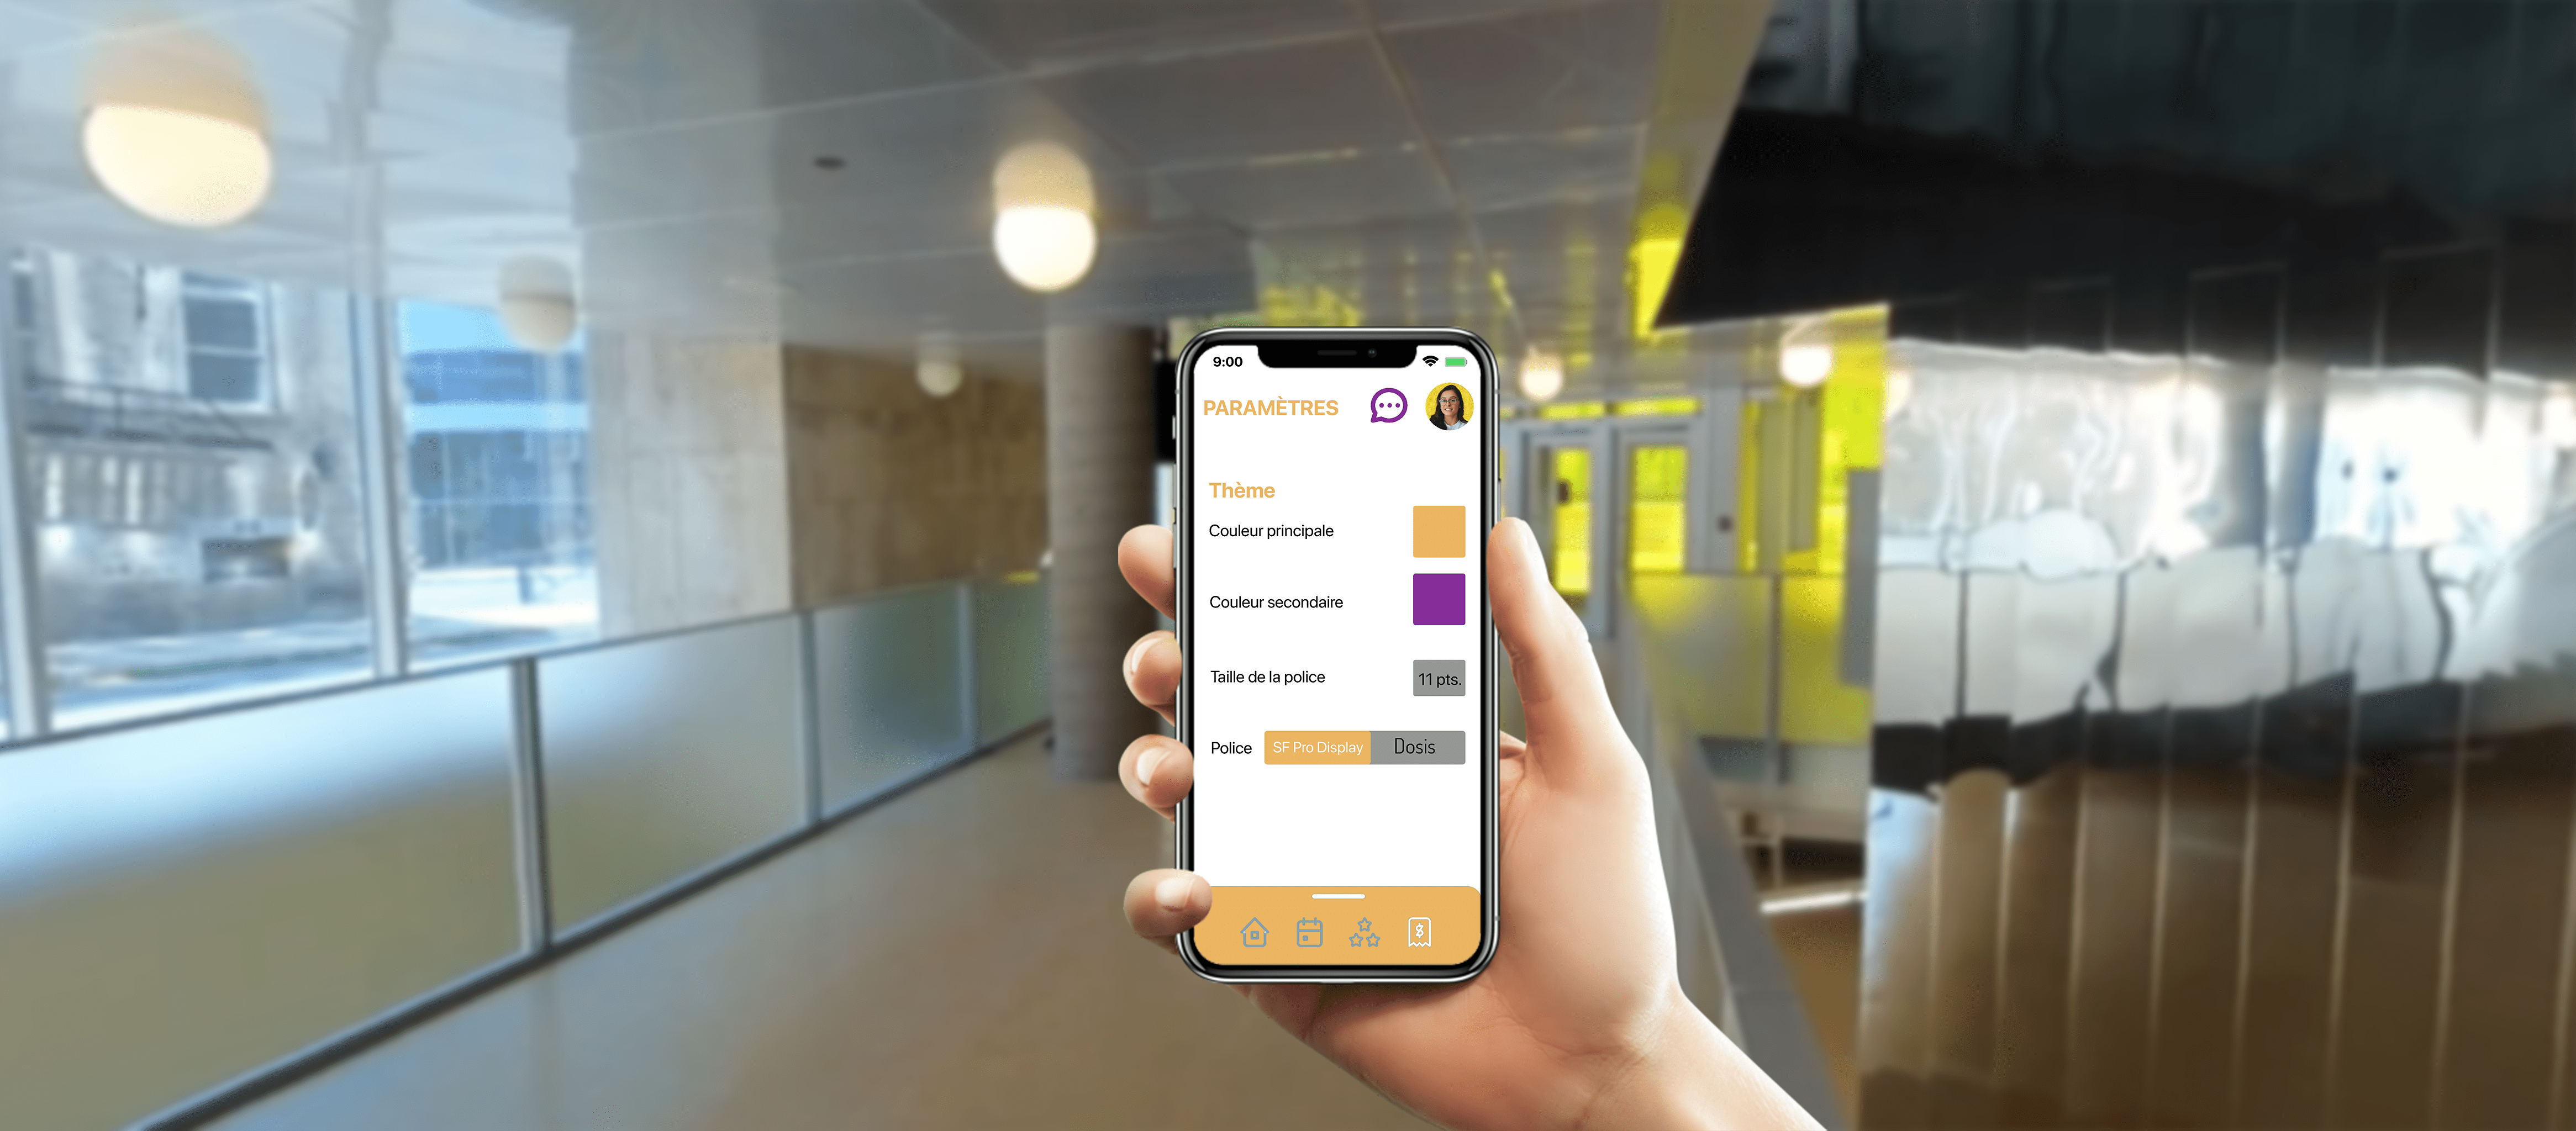 9:00
PARAMÈTRES
Thème
Couleur principale
Couleur secondaire
Taille de la police 11 pts.
Police SF Pro Display Dosis
$